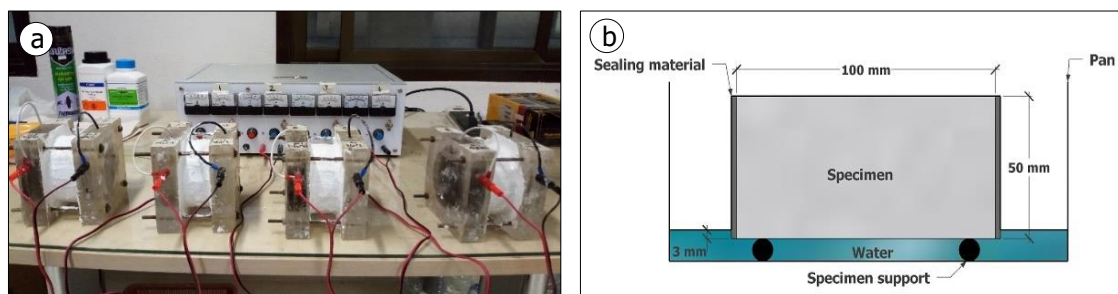 a
b
Sealing material
100 mm
Pan
Specimen
50 mm
3 mm
Water
Specimen support